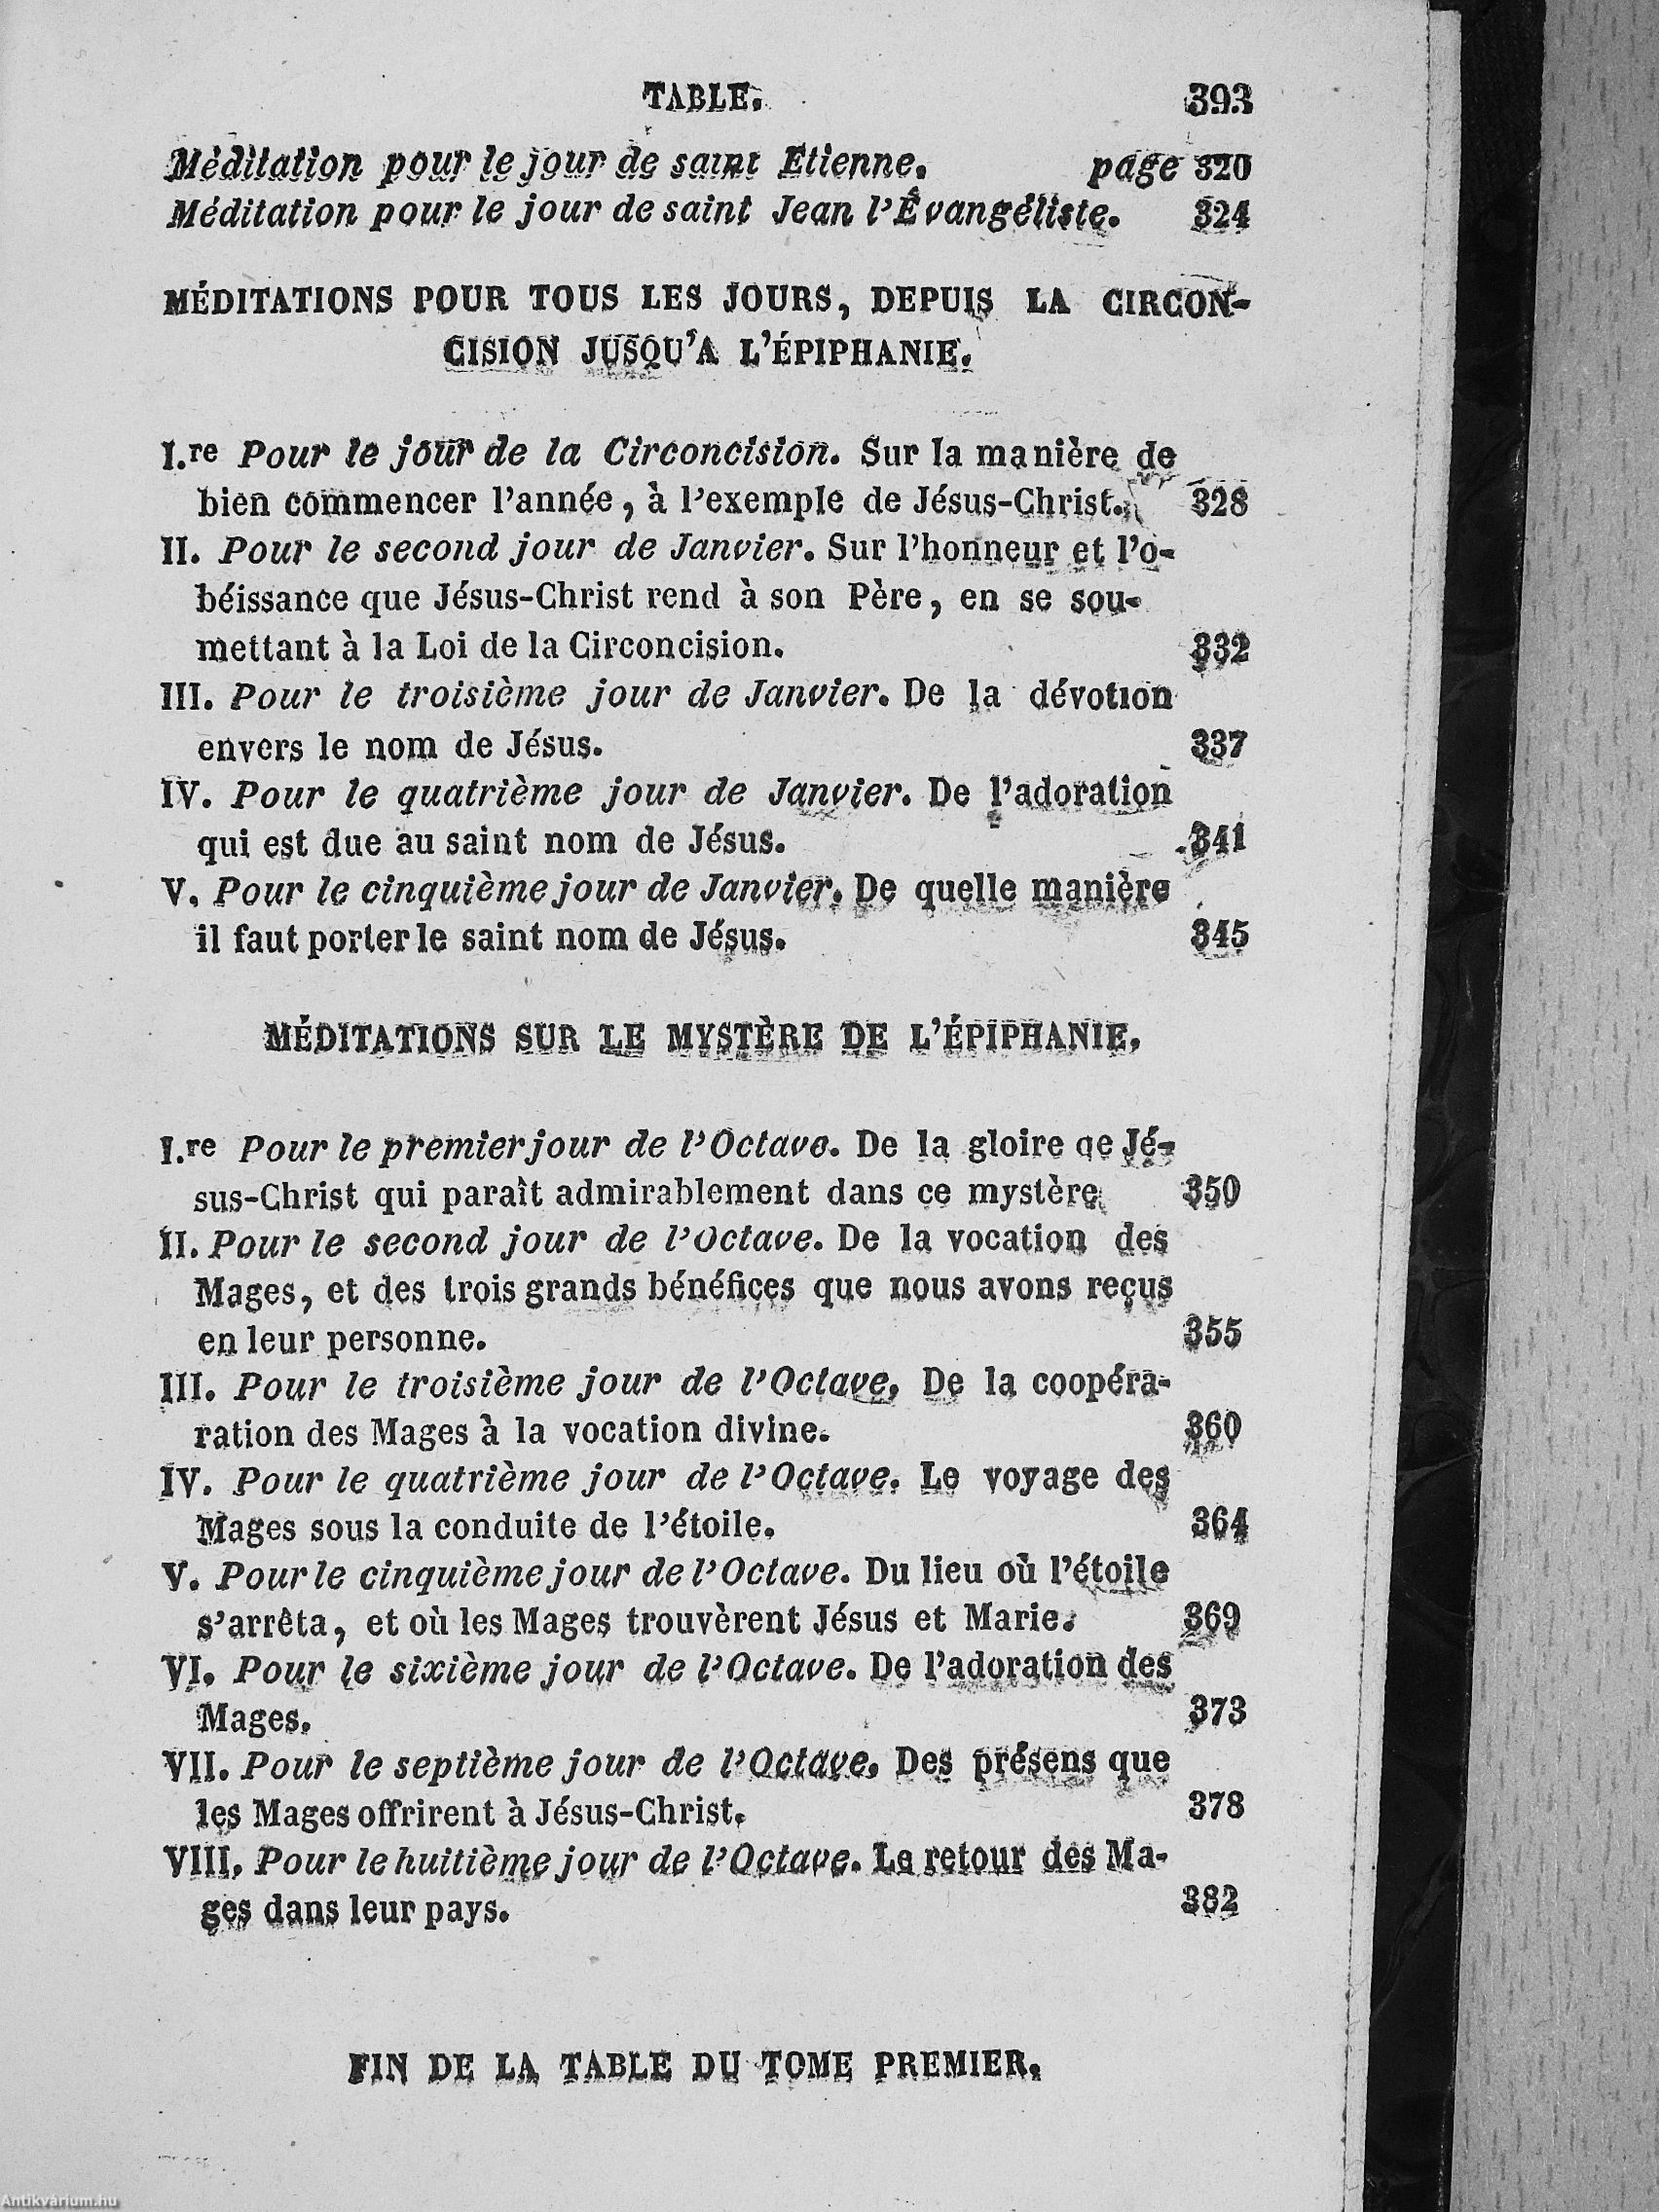 TABLE. 393
Méditation pour le jour de saint Etienne. page 320
Méditation pour le jour de saint Jean l'Évangéliste. 324
MÉDITATIONS POUR TOUS LES JOURS, DEPUIS LA CIRCON-
CISION JUSQU'A L'ÉPIPHANIE.
I.re Pour le jour de la Circoncision. Sur la manière de
bien commencer l'année, à l'exemple de Jésus-Christ. 328
II. Pour le second jour de Janvier. Sur l'honneur et l'o-
béissance que Jésus-Christ rend à son Père, en se sou-
mettant à la Loi de la Circoncision. 332
III. Pour le troisième jour de Janvier. De la dévotion
envers le nom de Jésus. 337
IV. Pour le quatrième jour de Janvier. De l'adoration
qui est due au saint nom de Jésus. 341
V. Pour le cinquième jour de Janvier. De quelle manière
il faut porter le saint nom de Jésus. 345
MÉDITATIONS SUR LE MYSTÈRE DE L'ÉPIPHANIE.
I.re Pour le premier jour de l'Octave. De la gloire de Jé-
sus-Christ qui paraît admirablement dans ce mystère. 350
II. Pour le second jour de l'Octave. De la vocation des
Mages, et des trois grands bénéfices que nous avons reçus
en leur personne. 355
III. Pour le troisième jour de l'Octave. De la coopéra-
ration des Mages à la vocation divine. 360
IV. Pour le quatrième jour de l'Octave. Le voyage des
Mages sous la conduite de l'étoile. 364
V. Pour le cinquième jour de l'Octave. Du lieu où l'étoile
s'arrêta, et où les Mages trouvèrent Jésus et Marie. 369
VI. Pour le sixième jour de l'Octave. De l'adoration des
Mages. 373
VII. Pour le septième jour de l'Octave. Des présens que
les Mages offrirent à Jésus-Christ. 378
VIII. Pour le huitième jour de l'Octave. Le retour des Ma-
ges dans leur pays. 382
FIN DE LA TABLE DU TOME PREMIER.
Antikvárium.hu